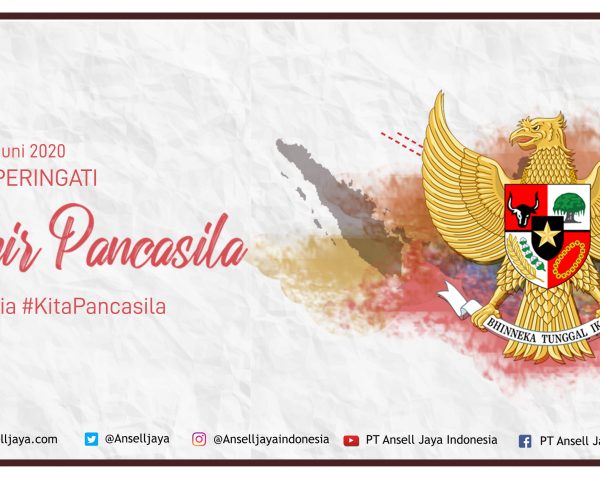 uni 2020
PERINGATI
ir Pancasila
ia #KitaPancasila
BHINNEKA TUNGGAL IK
lljaya.com @Anselljaya @Anselljayaindonesia PT Ansell Jaya Indonesia PT Ansell Ja